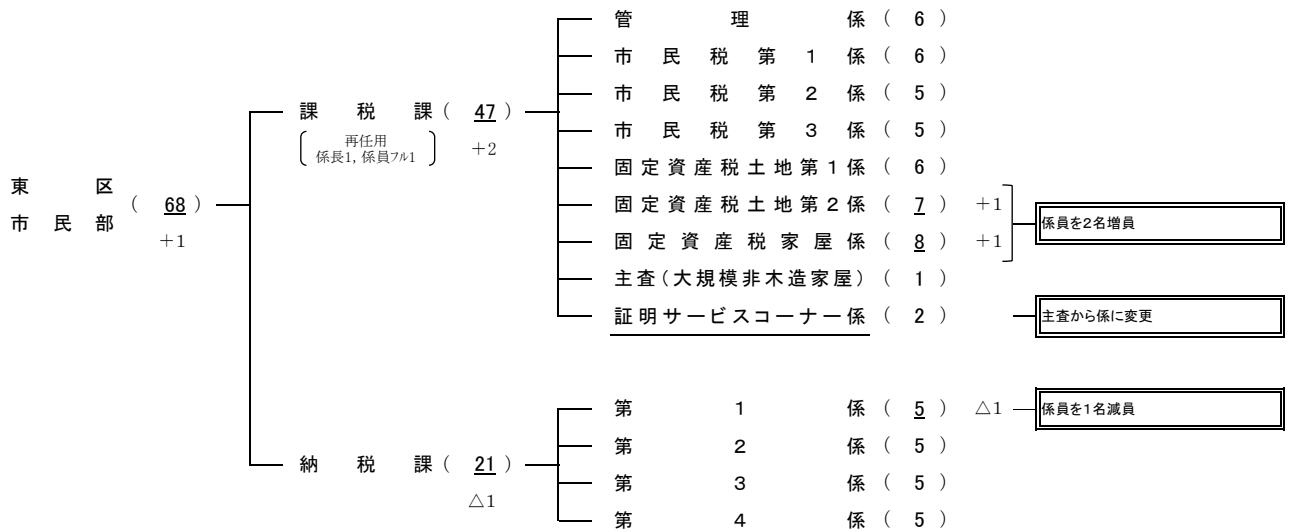 管理係（ 6 ）
市民税第１係（ 6 ）
市民税第２係（ 5 ）
課税課（ 47 ）
市民税第３係（ 5 ）
再任用
係長1, 係員ﾌﾙ1
+2
固定資産税土地第１係（ 6 ）
東区
市民部
（ 68 ）
+1
固定資産税土地第２係（ 7 ） +1
係員を2名増員
固定資産税家屋係（ 8 ） +1
主査（大規模非木造家屋）（ 1 ）
証明サービスコーナー係（ 2 ）
主査から係に変更
第1係（ 5 ） △1
係員を1名減員
第2係（ 5 ）
納税課（ 21 ）
△1
第3係（ 5 ）
第4係（ 5 ）